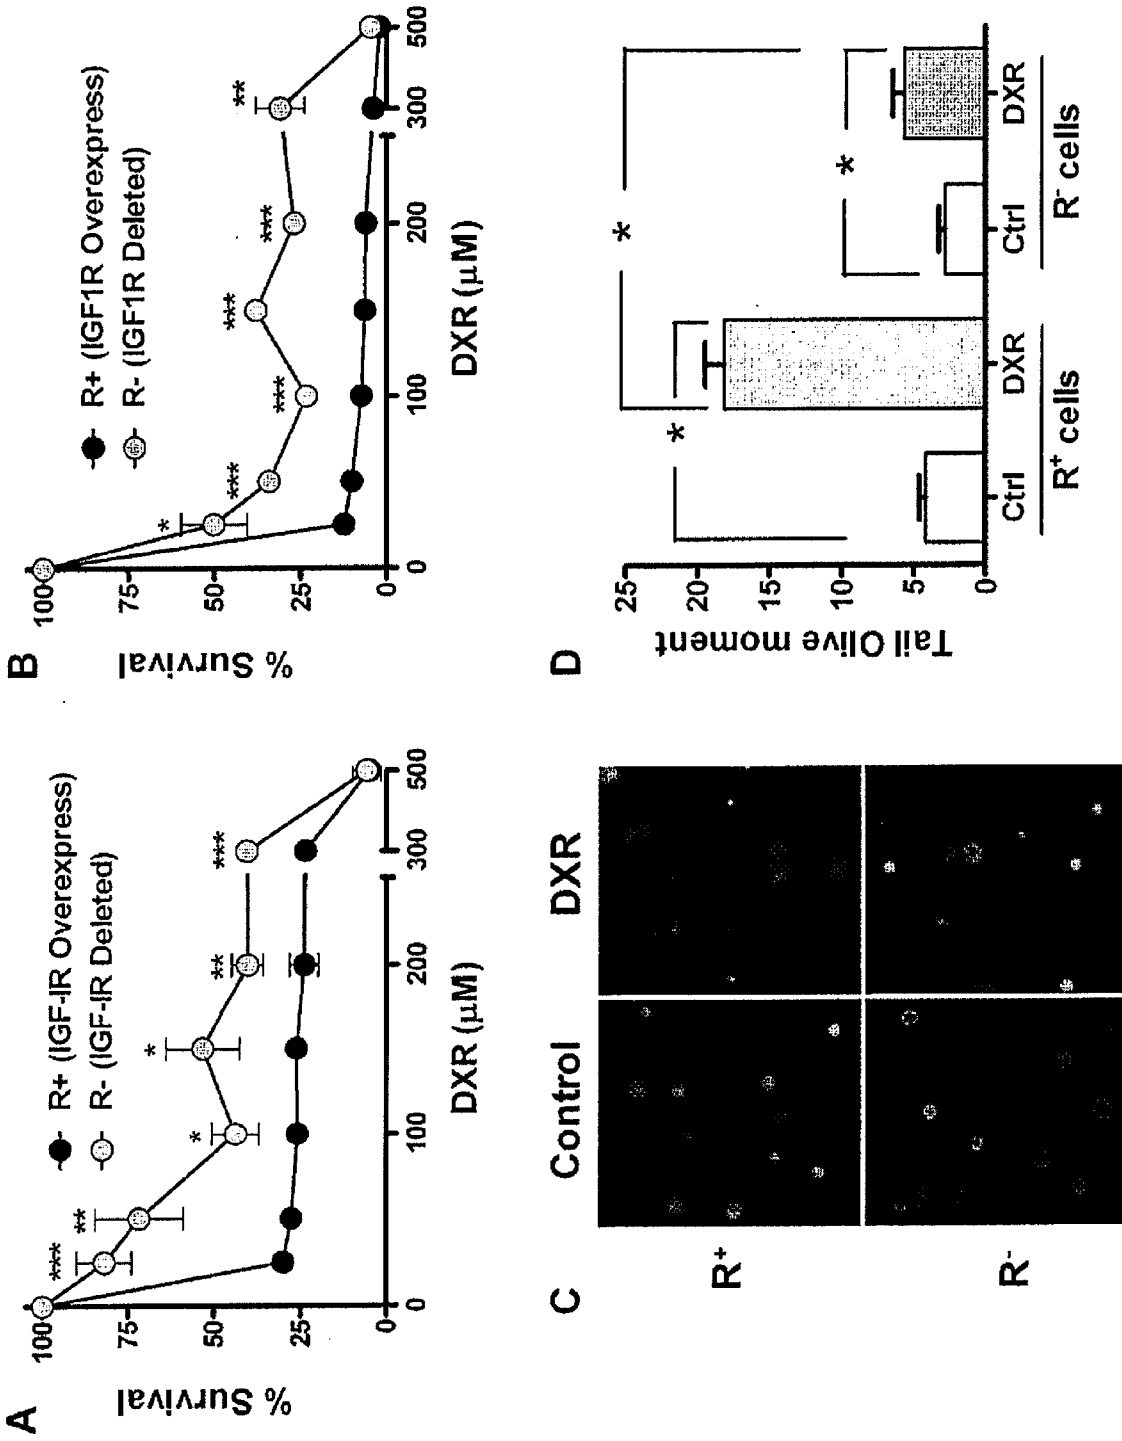 A
R+ (IGF-IR Overexpress)
R- (IGF-IR Deleted)
% Survival
100
75
50
25
0
***
**
*
*
**
***
0
100
200
300
500
DXR (µM)
B
R+ (IGF1R Overexpress)
R- (IGF1R Deleted)
% Survival
100
75
50
25
0
*
***
***
***
***
**
0
100
200
300
500
DXR (µM)
C
Control
DXR
R+
R-
D
Tail Olive moment
25
20
15
10
5
0
*
*
*
Ctrl
DXR
Ctrl
DXR
R+ cells
R- cells